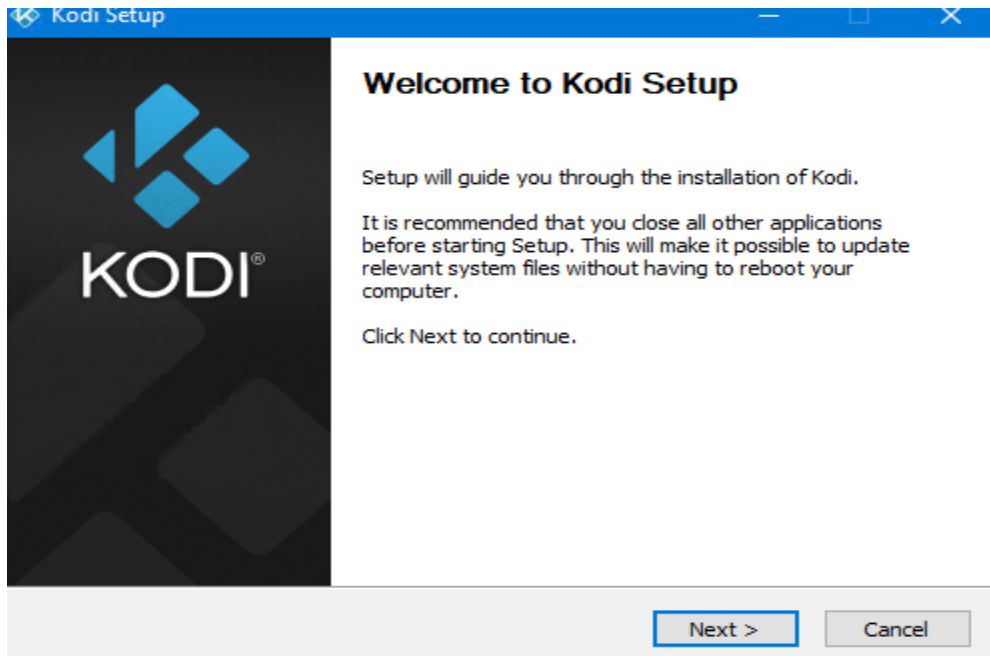 Kodi Setup
Welcome to Kodi Setup
Setup will guide you through the installation of Kodi.
It is recommended that you close all other applications
before starting Setup. This will make it possible to update
relevant system files without having to reboot your
computer.
Click Next to continue.
KODI®
Next >
Cancel